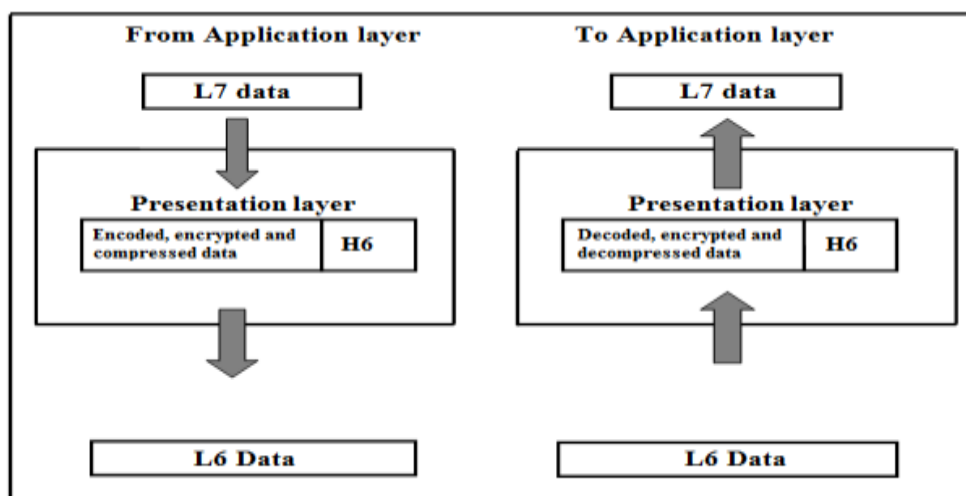 From Application layer
L7 data
Presentation layer
Encoded, encrypted and
compressed data
H6
L6 Data
To Application layer
L7 data
Presentation layer
Decoded, encrypted and
decompressed data
H6
L6 Data